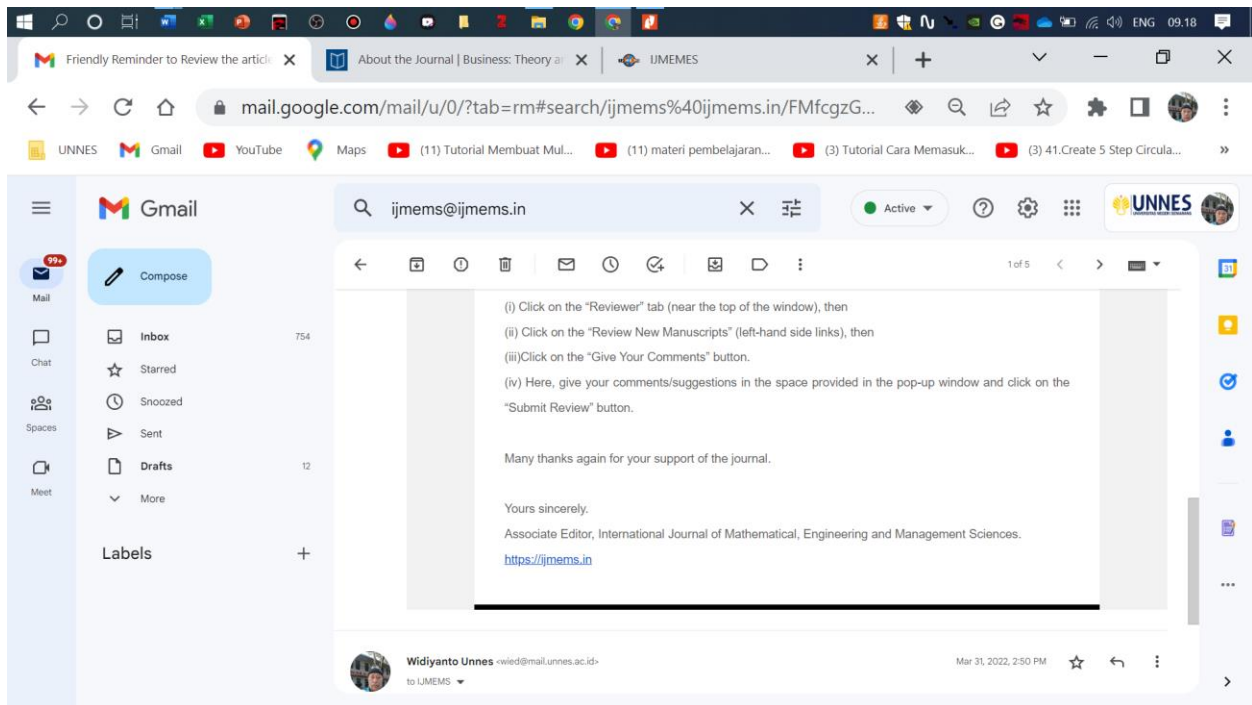 ENG 09.18
Friendly Reminder to Review the articl
About the Journal | Business: Theory a
IJMEMES
mail.google.com/mail/u/0/?tab=rm#search/ijmems%40ijmems.in/FMfcgzG...
UNNES Gmail YouTube Maps (11) Tutorial Membuat Mul... (11) materi pembelajaran... (3) Tutorial Cara Memasuk... (3) 41.Create 5 Step Circula... »
Gmail
ijmems@ijmems.in
Active
UNNES
99+
Mail
Compose
1 of 5
31
Chat
Spaces
Meet
Inbox 754
Starred
Snoozed
Sent
Drafts 12
More
Labels
(i) Click on the “Reviewer” tab (near the top of the window), then
(ii) Click on the “Review New Manuscripts” (left-hand side links), then
(iii)Click on the “Give Your Comments” button.
(iv) Here, give your comments/suggestions in the space provided in the pop-up window and click on the
“Submit Review” button.
Many thanks again for your support of the journal.
Yours sincerely.
Associate Editor, International Journal of Mathematical, Engineering and Management Sciences.
https://ijmems.in
Widiyanto Unnes <wied@mail.unnes.ac.id>
Mar 31, 2022, 2:50 PM
to IJMEMS